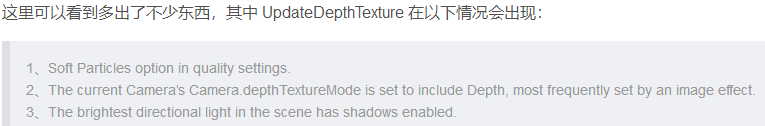 这里可以看到多出了不少东西，其中 UpdateDepthTexture 在以下情况会出现：
1、Soft Particles option in quality settings.
2、The current Camera’s Camera.depthTextureMode is set to include Depth, most frequently set by an image effect.
3、The brightest directional light in the scene has shadows enabled.